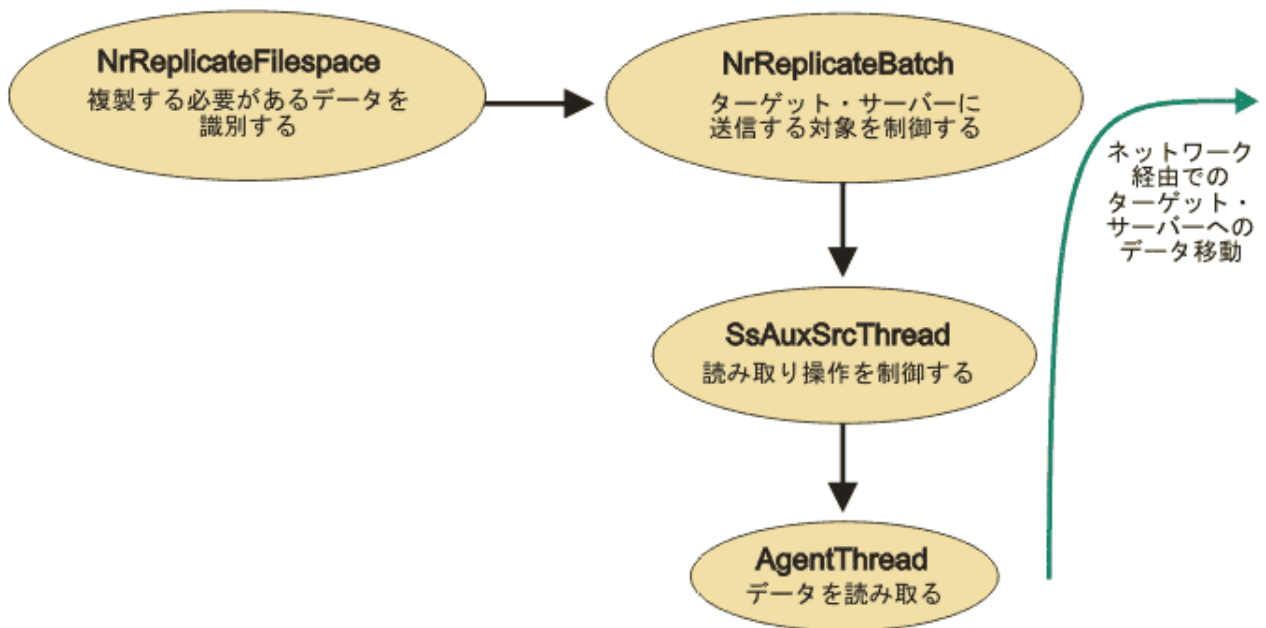 NrReplicateFilespace
複製する必要があるデータを
識別する
NrReplicateBatch
ターゲット・サーバーに
送信する対象を制御する
ネットワーク
経由での
ターゲット・
サーバーへの
データ移動
SsAuxSrcThread
読み取り操作を制御する
AgentThread
データを読み取る